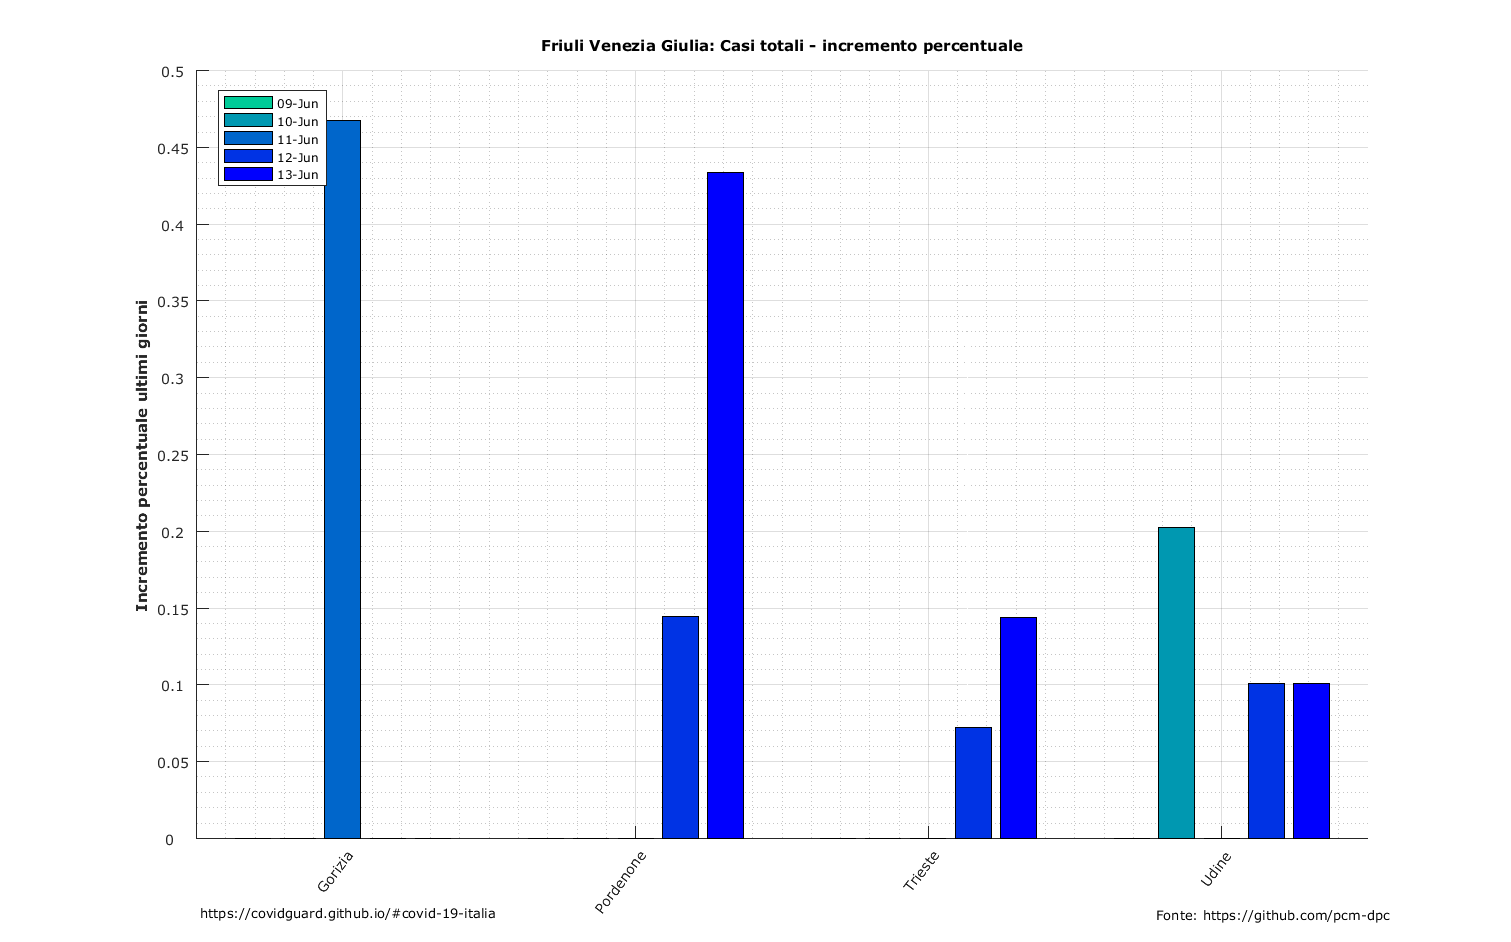 Friuli Venezia Giulia: Casi totali - incremento percentuale
Incremento percentuale ultimi giorni
0.5
0.45
0.4
0.35
0.3
0.25
0.2
0.15
0.1
0.05
0
09-Jun
10-Jun
11-Jun
12-Jun
13-Jun
Gorizia
Pordenone
Trieste
Udine
https://covidguard.github.io/#covid-19-italia
Fonte: https://github.com/pcm-dpc